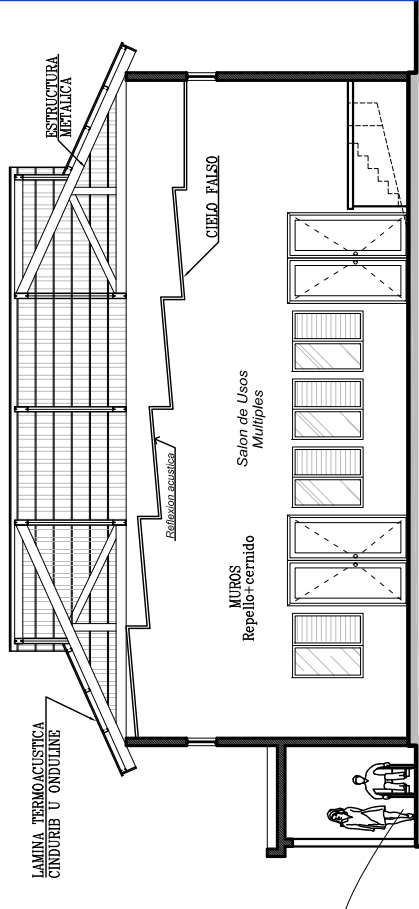 LAMINA TERMOACUSTICA
CINDURIB U ONDULINE
ESTRUCTURA
METALICA
CIELO FALSO
Reflexion acustica
Salon de Usos
Multiples
MUROS
Repello+cernido